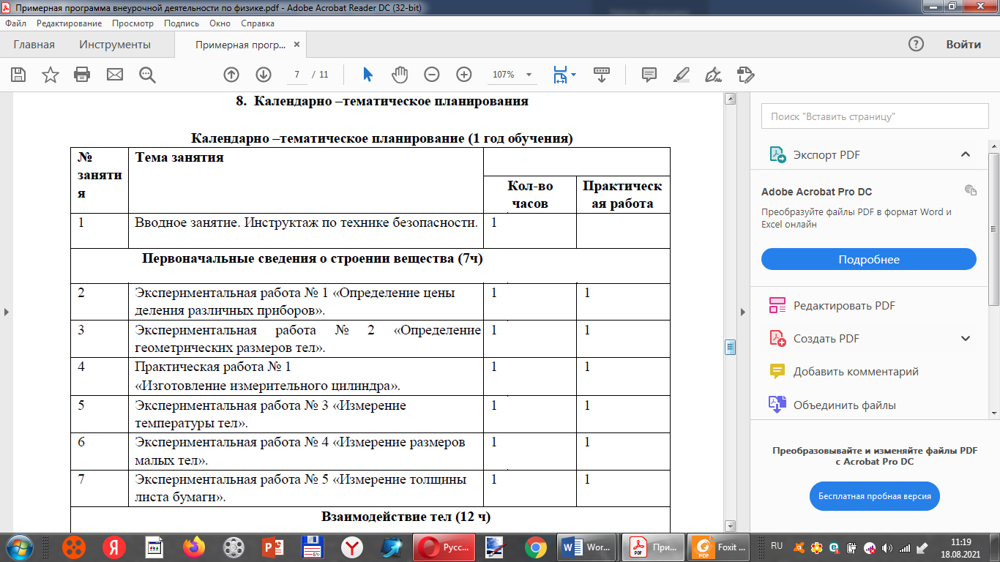 Примерная программа внеурочной деятельности по физике.pdf - Adobe Acrobat Reader DC (32-bit)
Файл Редактирование Просмотр Подпись Окно Справка
Главная Инструменты Примерная прогр... × Войти
7 / 11 107%
8. Календарно –тематическое планирования
Календарно –тематическое планирование (1 год обучения)
№ заняти я
Тема занятия
Кол-во часов
Практическ ая работа
1 Вводное занятие. Инструктаж по технике безопасности. 1
Первоначальные сведения о строении вещества (7ч)
2 Экспериментальная работа № 1 «Определение цены 1 1
деления различных приборов».
3 Экспериментальная работа № 2 «Определение 1 1
геометрических размеров тел».
4 Практическая работа № 1 1 1
«Изготовление измерительного цилиндра».
5 Экспериментальная работа № 3 «Измерение 1 1
температуры тел».
6 Экспериментальная работа № 4 «Измерение размеров 1 1
малых тел».
7 Экспериментальная работа № 5 «Измерение толщины 1 1
листа бумаги».
Взаимодействие тел (12 ч)
Поиск "Вставить страницу"
Экспорт PDF
Adobe Acrobat Pro DC
Преобразуйте файлы PDF в формат Word и
Excel онлайн
Подробнее
Редактировать PDF
Создать PDF
Добавить комментарий
Объединить файлы
Преобразовывайте и изменяйте файлы PDF
с Acrobat Pro DC
Бесплатная пробная версия
Русс... Wor... При... Foxit ... RU 11:19
18.08.2021